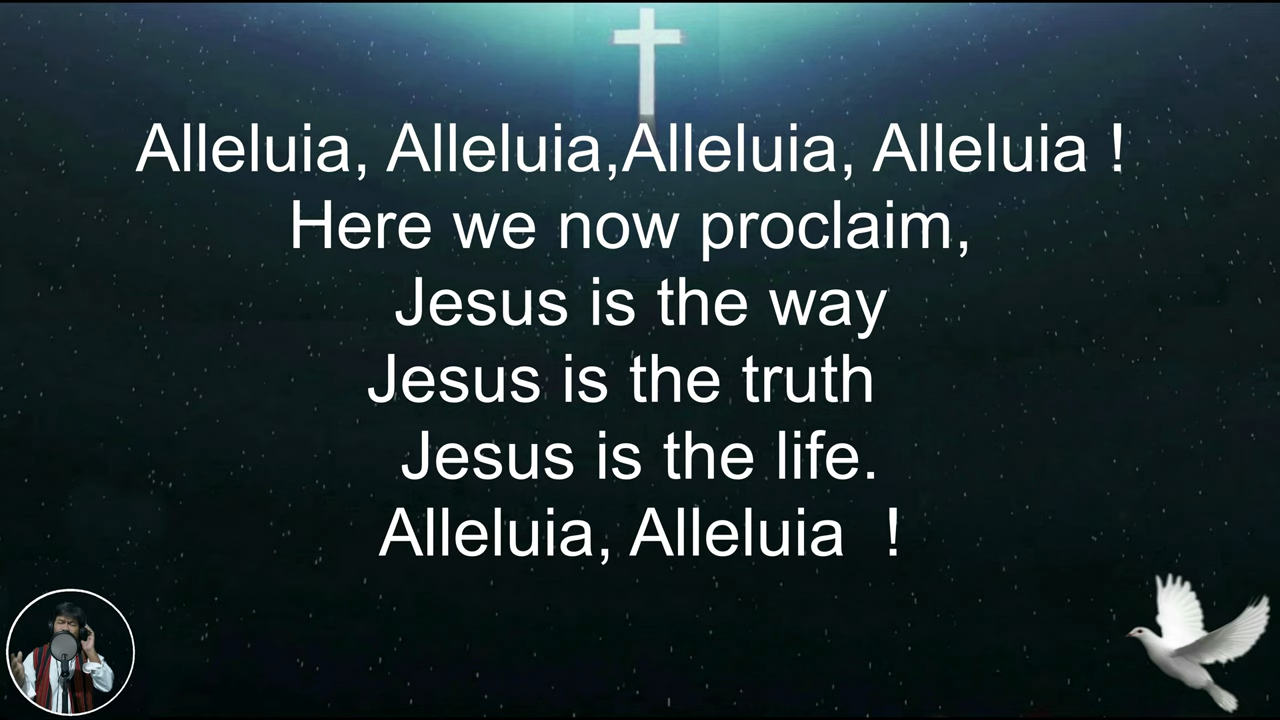 Alleluia, Alleluia,Alleluia, Alleluia !
Here we now proclaim,
Jesus is the way
Jesus is the truth
Jesus is the life.
Alleluia, Alleluia  !